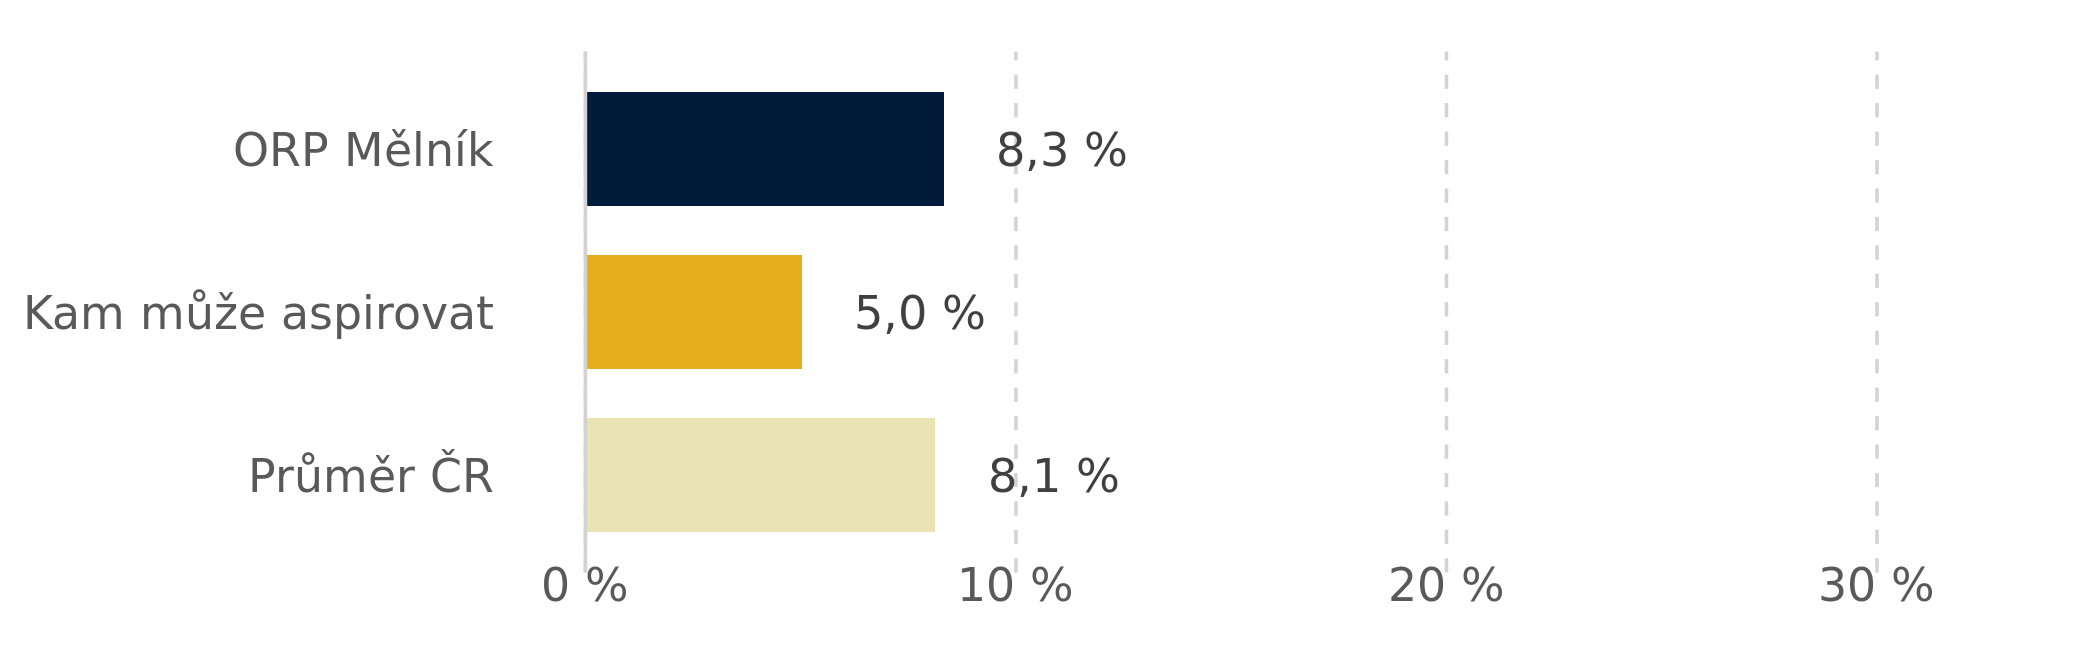 ORP Mělník 8,3 %
Kam může aspirovat 5,0 %
Průměr ČR 8,1 %
0 % 10 % 20 % 30 %